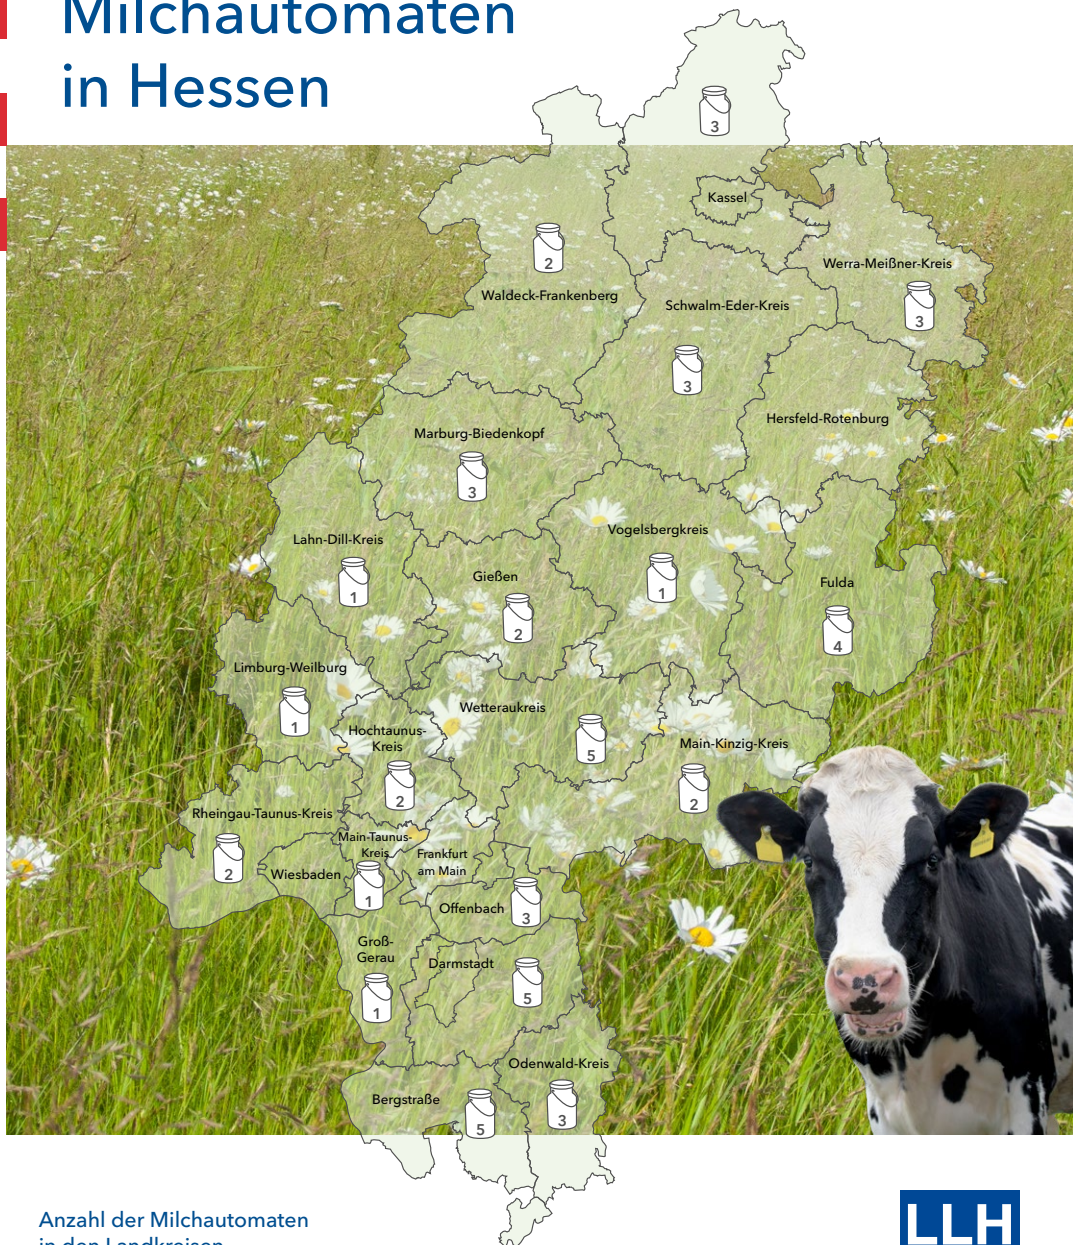 Milchautomaten
in Hessen
3
Kassel
2
Waldeck-Frankenberg
Werra-Meißner-Kreis
3
Schwalm-Eder-Kreis
3
Hersfeld-Rotenburg
Marburg-Biedenkopf
3
Lahn-Dill-Kreis
1
Gießen
2
Vogelsbergkreis
1
Fulda
4
Limburg-Weilburg
1
Wetteraukreis
5
Hochtaunus-
Kreis
2
Main-Kinzig-Kreis
2
Rheingau-Taunus-Kreis
2
Main-Taunus-
Kreis
1
Frankfurt
am Main
Wiesbaden
Offenbach
3
Groß-
Gerau
1
Darmstadt
5
Odenwald-Kreis
3
Bergstraße
5
Anzahl der Milchautomaten
in den Landkreisen
LLH